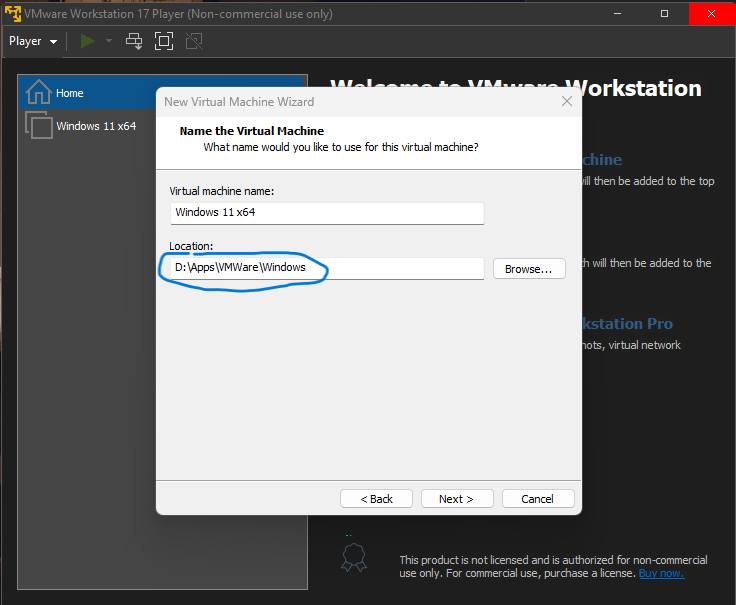 VMware Workstation 17 Player (Non-commercial use only)
Player
Welcome to VMware Workstation
Home
Windows 11 x64
New Virtual Machine Wizard
Name the Virtual Machine
What name would you like to use for this virtual machine?
Virtual machine name:
Windows 11 x64
Location:
D:\Apps\VMWare\Windows
Browse...
chine
ill then be added to the top
h will then be added to the
kstation Pro
hots, virtual network
< Back
Next >
Cancel
This product is not licensed and is authorized for non-commercial
use only. For commercial use, purchase a license. Buy now.